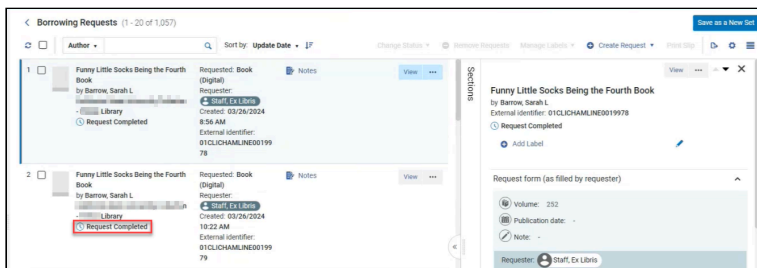 Borrowing Requests (1 - 20 of 1,057)
Save as a New Set
Author
Sort by: Update Date
Change Status
Remove Requests
Manage Labels
Create Request
Print Slip
1
Funny Little Socks Being the Fourth
Book
by Barrow, Sarah L
- Library
Request Completed
Requested: Book
(Digital)
Requester:
Staff, Ex Libris
Created: 03/26/2024
8:56 AM
External identifier:
01CLICHAMLINE00199
78
Notes
View
2
Funny Little Socks Being the Fourth
Book
by Barrow, Sarah L
n
- Library
Request Completed
Requested: Book
(Digital)
Requester:
Staff, Ex Libris
Created: 03/26/2024
10:22 AM
External identifier:
01CLICHAMLINE00199
79
Notes
View
Sections
View
Funny Little Socks Being the Fourth Book
by Barrow, Sarah L
External identifier: 01CLICHAMLINE0019978
Request Completed
Add Label
Request form (as filled by requester)
Volume: 252
Publication date: -
Note: -
Requester: Staff, Ex Libris